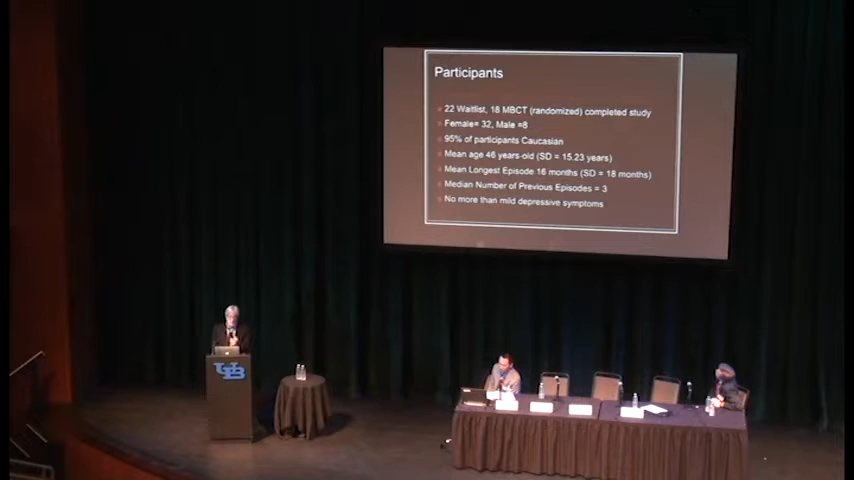 Participants
22 Waitlist, 18 MBCT (randomized) completed study
Female= 32, Male =8
95% of participants Caucasian
Mean age 46 years-old (SD = 15.23 years)
Mean Longest Episode 16 months (SD = 18 months)
Median Number of Previous Episodes = 3
No more than mild depressive symptoms
UB